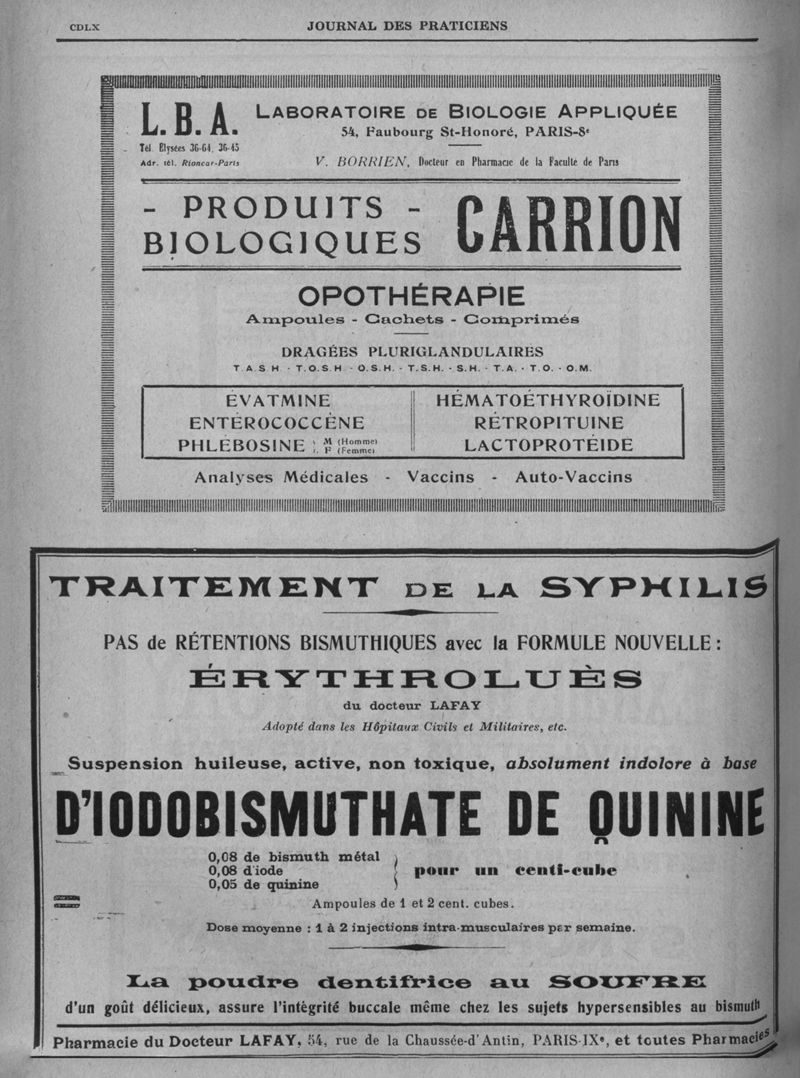 CDLX
JOURNAL DES PRATICIENS
L. B. A.
LABORATOIRE DE BIOLOGIE APPLIQUÉE
54, Faubourg St-Honoré, PARIS-8e
Tél. Élysées 36-64, 36-45
Adr. tél. Rioncar-Paris
V. BORRIEN, Docteur en Pharmacie de la Faculté de Paris
- PRODUITS -
BIOLOGIQUES
CARRION
OPOTHÉRAPIE
Ampoules - Cachets - Comprimés
DRAGÉES PLURIGLANDULAIRES
T.A.S.H. - T.O.S.H. - O.S.H. - T.S.H. - S.H. - T.A. - T.O. - O.M.
ÉVATMINE
ENTÉROCOCCÈNE
PHLÉBOSINE M (Homme)
F (Femme)
HÉMATOÉTHYROÏDINE
RÉTROPITUINE
LACTOPROTÉIDE
Analyses Médicales - Vaccins - Auto-Vaccins
TRAITEMENT DE LA SYPHILIS
PAS de RÉTENTIONS BISMUTHIQUES avec la FORMULE NOUVELLE :
ÉRYTHROLUÈS
du docteur LAFAY
Adopté dans les Hôpitaux Civils et Militaires, etc.
Suspension huileuse, active, non toxique, absolument indolore à base
D'IODOBISMUTHATE DE QUININE
0,08 de bismuth métal
0,08 d'iode
0,05 de quinine
pour un centi-cube
Ampoules de 1 et 2 cent. cubes.
Dose moyenne : 1 à 2 injections intra-musculaires par semaine.
La poudre dentifrice au SOUFRE
d'un goût délicieux, assure l'intégrité buccale même chez les sujets hypersensibles au bismuth
Pharmacie du Docteur LAFAY, 54, rue de la Chaussée-d'Antin, PARIS-IXe, et toutes Pharmacies